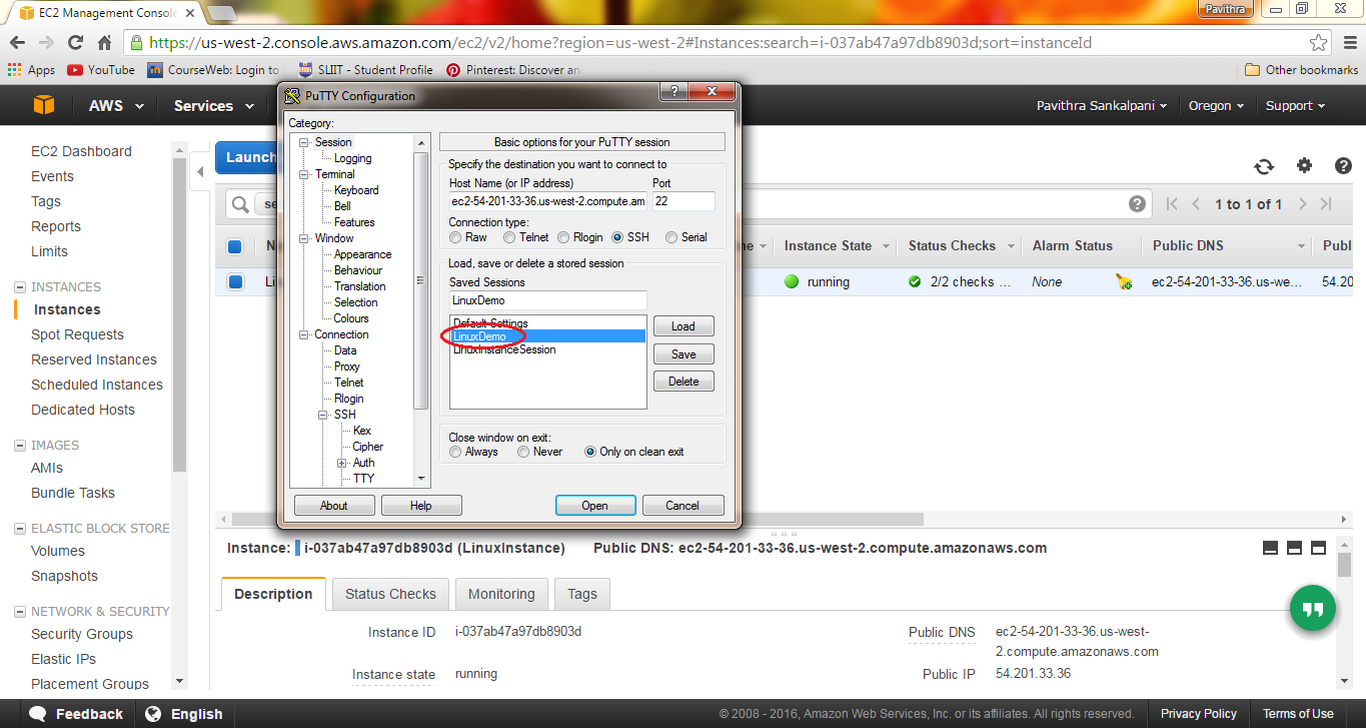 EC2 Management Console
Pavithra
https://us-west-2.console.aws.amazon.com/ec2/v2/home?region=us-west-2#Instances:search=i-037ab47a97db8903d;sort=instanceId
Apps YouTube CourseWeb: Login to SLIIT - Student Profile Pinterest: Discover an Other bookmarks
AWS Services Pavithra Sankalpani Oregon Support
EC2 Dashboard
Events
Tags
Reports
Limits
INSTANCES
Instances
Spot Requests
Reserved Instances
Scheduled Instances
Dedicated Hosts
IMAGES
AMIs
Bundle Tasks
ELASTIC BLOCK STORE
Volumes
Snapshots
NETWORK & SECURITY
Security Groups
Elastic IPs
Placement Groups
Launch
se
1 to 1 of 1
N e Instance State Status Checks Alarm Status Public DNS Publ
Li running 2/2 checks ... None ec2-54-201-33-36.us-we... 54.20
PuTTY Configuration
Category:
Session
Logging
Terminal
Keyboard
Bell
Features
Window
Appearance
Behaviour
Translation
Selection
Colours
Connection
Data
Proxy
Telnet
Rlogin
SSH
Kex
Cipher
Auth
TTY
Basic options for your PuTTY session
Specify the destination you want to connect to
Host Name (or IP address) Port
ec2-54-201-33-36.us-west-2.compute.am 22
Connection type:
Raw Telnet Rlogin SSH Serial
Load, save or delete a stored session
Saved Sessions
LinuxDemo
Default Settings
LinuxDemo
LinuxInstanceSession
Load
Save
Delete
Close window on exit:
Always Never Only on clean exit
About Help Open Cancel
Instance: i-037ab47a97db8903d (LinuxInstance) Public DNS: ec2-54-201-33-36.us-west-2.compute.amazonaws.com
Description Status Checks Monitoring Tags
Instance ID i-037ab47a97db8903d
Public DNS ec2-54-201-33-36.us-west-
2.compute.amazonaws.com
Instance state running
Public IP 54.201.33.36
Feedback English © 2008 - 2016, Amazon Web Services, Inc. or its affiliates. All rights reserved. Privacy Policy Terms of Use